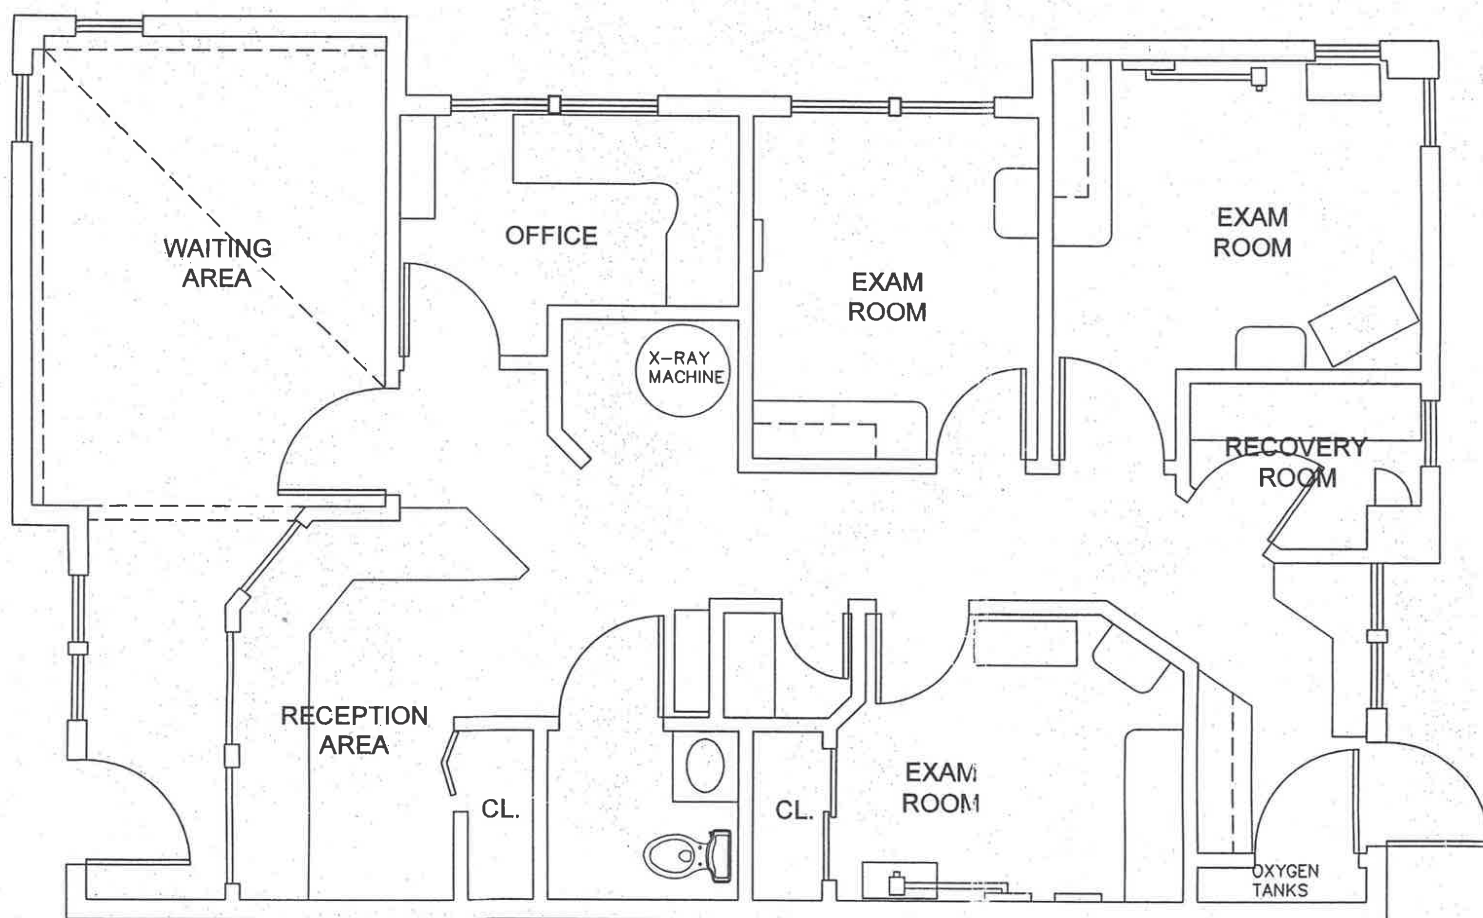 WAITING
AREA
OFFICE
EXAM
ROOM
EXAM
ROOM
X-RAY
MACHINE
RECOVERY
ROOM
RECEPTION
AREA
CL.
CL.
EXAM
ROOM
OXYGEN
TANKS